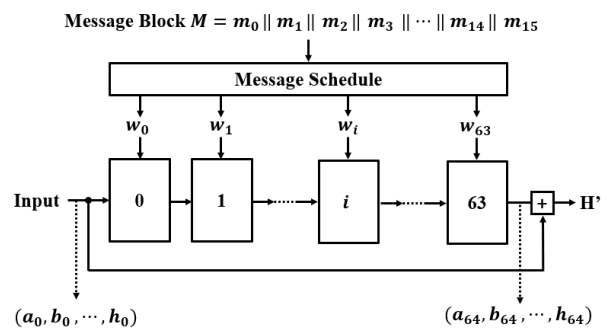 Message Block M = m₀ || m₁ || m₂ || m₃ || ⋯ || m₁₄ || m₁₅
Message Schedule
w₀ w₁ wᵢ w₆₃
Input 0 1 i 63 + H'
(a₀, b₀, ⋯, h₀) (a₆₄, b₆₄, ⋯, h₆₄)